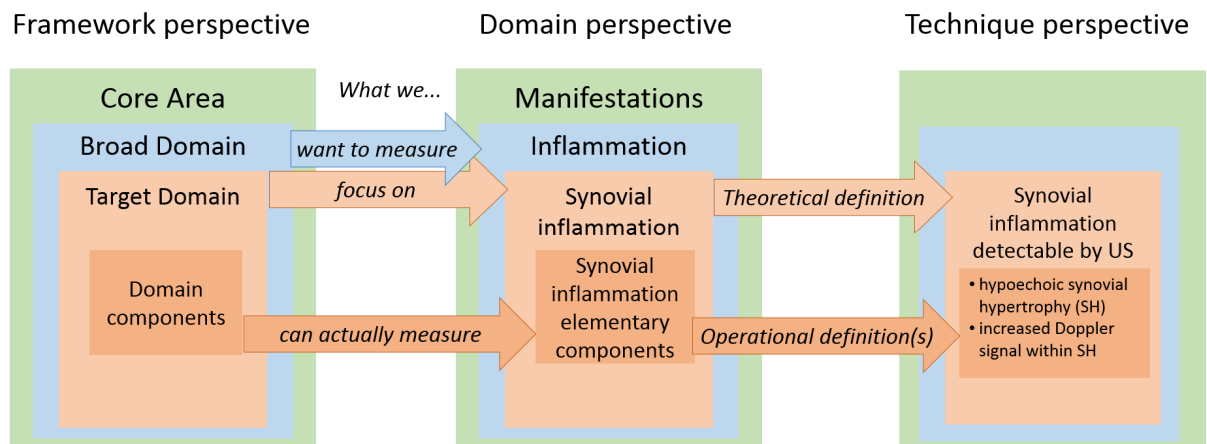 Framework perspective
Domain perspective
Technique perspective
Core Area
What we...
Manifestations
Broad Domain
want to measure
Inflammation
Target Domain
focus on
Synovial
inflammation
Theoretical definition
Synovial
inflammation
detectable by US
Domain
components
can actually measure
Synovial
inflammation
elementary
components
Operational definition(s)
• hypoechoic synovial
hypertrophy (SH)
• increased Doppler
signal within SH